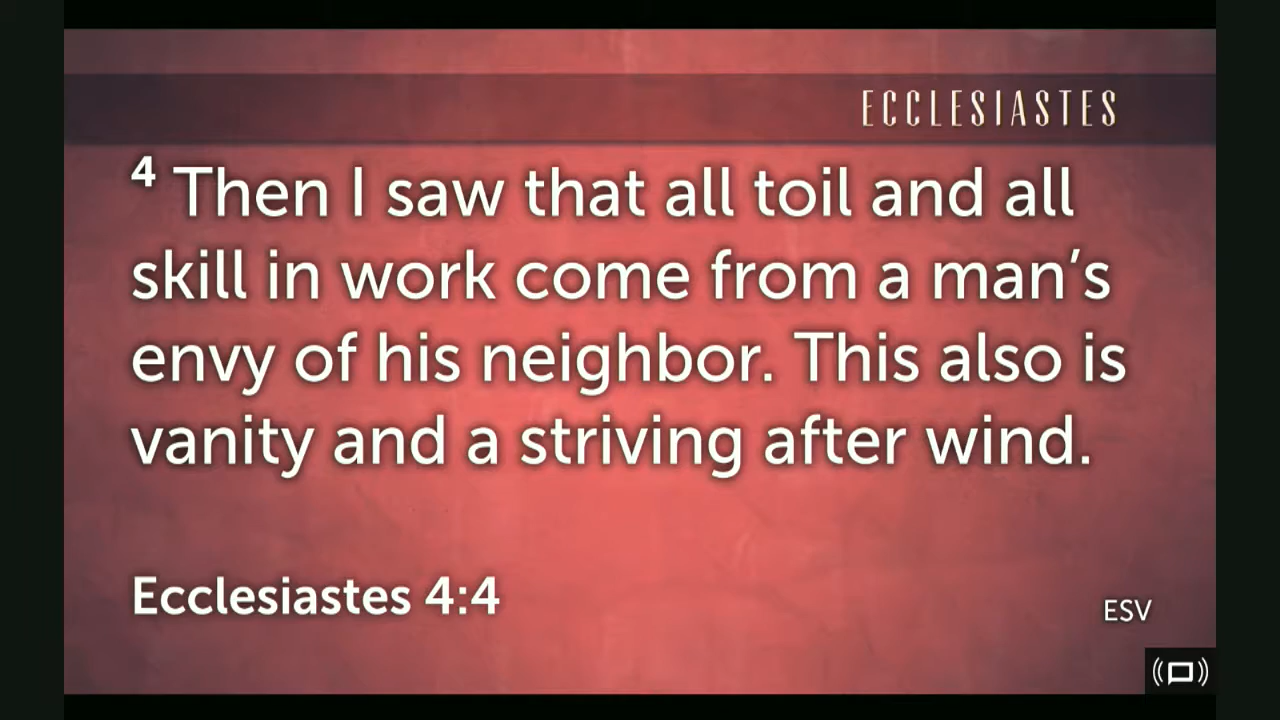 ECCLESIASTES
4 Then I saw that all toil and all
skill in work come from a man’s
envy of his neighbor. This also is
vanity and a striving after wind.
Ecclesiastes 4:4
ESV